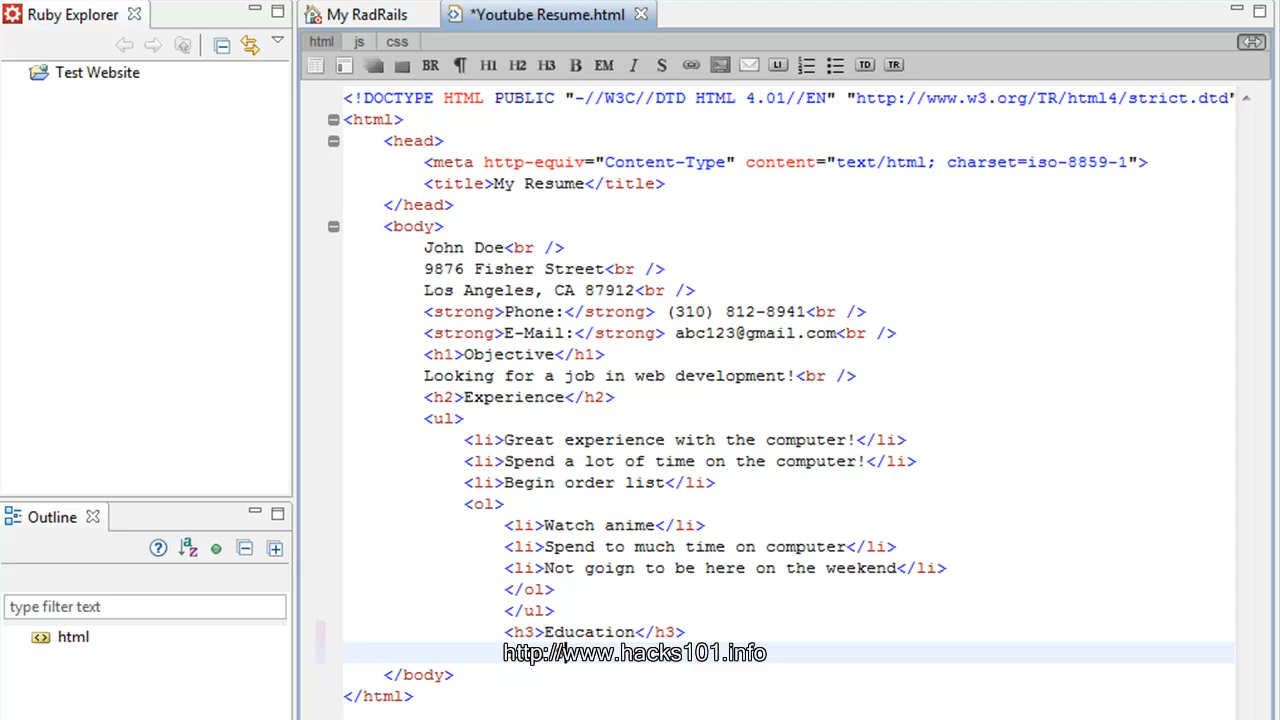 Ruby Explorer
My RadRails
*Youtube Resume.html
html js css
BR ¶ H1 H2 H3 B EM I S LI TD TR
Test Website
<!DOCTYPE HTML PUBLIC "-//W3C//DTD HTML 4.01//EN" "http://www.w3.org/TR/html4/strict.dtd"
<html>
<head>
<meta http-equiv="Content-Type" content="text/html; charset=iso-8859-1">
<title>My Resume</title>
</head>
<body>
John Doe<br />
9876 Fisher Street<br />
Los Angeles, CA 87912<br />
<strong>Phone:</strong> (310) 812-8941<br />
<strong>E-Mail:</strong> abc123@gmail.com<br />
<h1>Objective</h1>
Looking for a job in web development!<br />
<h2>Experience</h2>
<ul>
<li>Great experience with the computer!</li>
<li>Spend a lot of time on the computer!</li>
<li>Begin order list</li>
<ol>
<li>Watch anime</li>
<li>Spend to much time on computer</li>
<li>Not goign to be here on the weekend</li>
</ol>
</ul>
<h3>Education</h3>
http://www.hacks101.info
</body>
</html>
Outline
type filter text
html